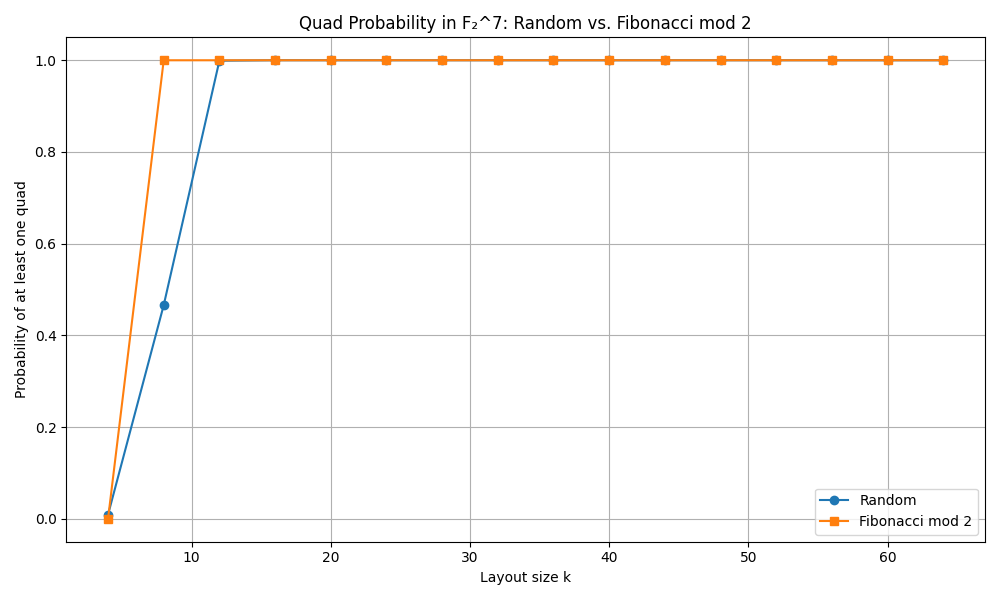 Quad Probability in F₂^7: Random vs. Fibonacci mod 2
Probability of at least one quad
1.0
0.8
0.6
0.4
0.2
0.0
10
20
30
40
50
60
Layout size k
Random
Fibonacci mod 2